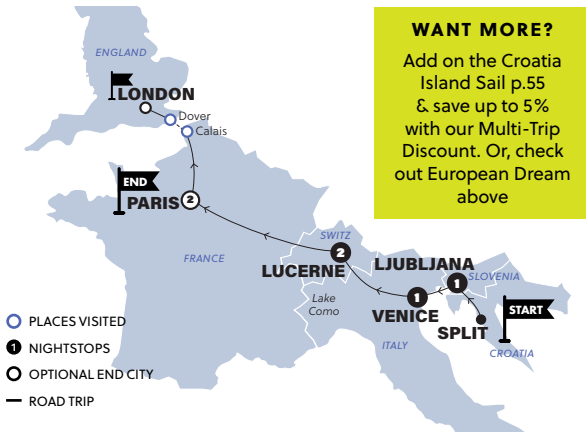 WANT MORE?
Add on the Croatia
Island Sail p.55
& save up to 5%
with our Multi-Trip
Discount. Or, check
out European Dream
above
ENGLAND
LONDON
Dover
Calais
END
PARIS
2
FRANCE
SWITZ
2
LUCERNE
LJUBLJANA
1
SLOVENIA
Lake
Como
1
VENICE
SPLIT
START
ITALY
CROATIA
PLACES VISITED
1 NIGHTSTOPS
OPTIONAL END CITY
ROAD TRIP